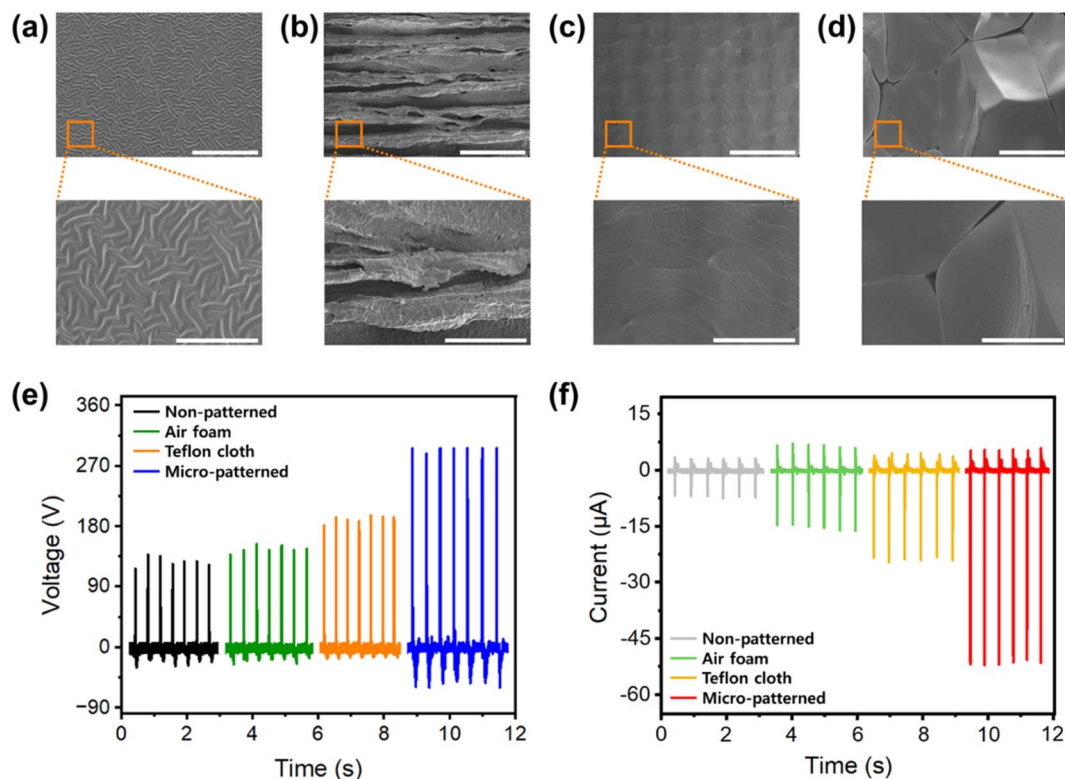 (a) (b) (c) (d)
(e)
360
270
180
90
0
−90
Voltage (V)
Non-patterned
Air foam
Teflon cloth
Micro-patterned
0 2 4 6 8 10 12
Time (s)
(f)
15
0
-15
-30
-45
-60
Current (μA)
Non-patterned
Air foam
Teflon cloth
Micro-patterned
0 2 4 6 8 10 12
Time (s)